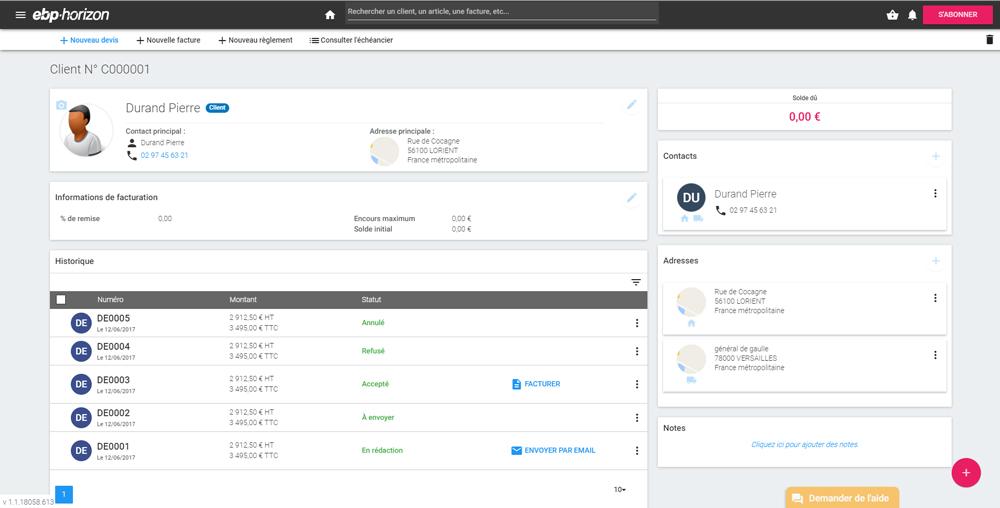 ebp·horizon
Rechercher un client, un article, une facture, etc...
S'ABONNER
Nouveau devis
Nouvelle facture
Nouveau règlement
Consulter l'échéancier
Client N° C000001
Durand Pierre Client
Contact principal :
Durand Pierre
02 97 45 63 21
Adresse principale :
Rue de Cocagne
56100 LORIENT
France métropolitaine
Informations de facturation
% de remise 0,00
Encours maximum 0,00 €
Solde initial 0,00 €
Historique
Numéro Montant Statut
DE DE0005 2 912,50 € HT Annulé
Le 12/06/2017 3 495,00 € TTC
DE DE0004 2 912,50 € HT Refusé
Le 12/06/2017 3 495,00 € TTC
DE DE0003 2 912,50 € HT Accepté FACTURER
Le 12/06/2017 3 495,00 € TTC
DE DE0002 2 912,50 € HT À envoyer
Le 12/06/2017 3 495,00 € TTC
DE DE0001 2 912,50 € HT En rédaction ENVOYER PAR EMAIL
Le 12/06/2017 3 495,00 € TTC
1
10
v 1.1.18058.613
Solde dû
0,00 €
Contacts
DU Durand Pierre
02 97 45 63 21
Adresses
Rue de Cocagne
56100 LORIENT
France métropolitaine
général de gaulle
78000 VERSAILLES
France métropolitaine
Notes
Cliquez ici pour ajouter des notes.
Demander de l'aide